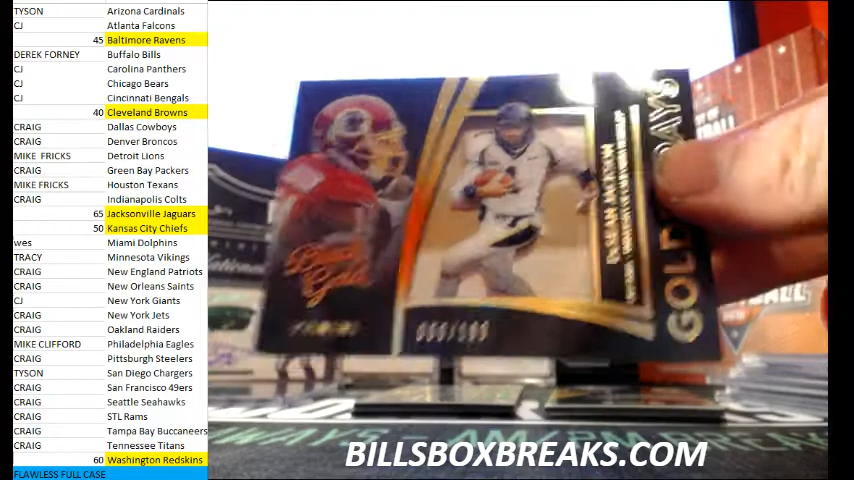 TYSON Arizona Cardinals
CJ Atlanta Falcons
45 Baltimore Ravens
DEREK FORNEY Buffalo Bills
CJ Carolina Panthers
CJ Chicago Bears
CJ Cincinnati Bengals
40 Cleveland Browns
CRAIG Dallas Cowboys
CRAIG Denver Broncos
MIKE FRICKS Detroit Lions
CRAIG Green Bay Packers
MIKE FRICKS Houston Texans
CRAIG Indianapolis Colts
65 Jacksonville Jaguars
50 Kansas City Chiefs
wes Miami Dolphins
TRACY Minnesota Vikings
CRAIG New England Patriots
CRAIG New Orleans Saints
CJ New York Giants
CRAIG New York Jets
CRAIG Oakland Raiders
MIKE CLIFFORD Philadelphia Eagles
CRAIG Pittsburgh Steelers
TYSON San Diego Chargers
CRAIG San Francisco 49ers
CRAIG Seattle Seahawks
CRAIG STL Rams
CRAIG Tampa Bay Buccaneers
CRAIG Tennessee Titans
60 Washington Redskins
FLAWLESS FULL CASE
DESEAN JACKSON
GOLD DAYS
BILLSBOXBREAKS.COM